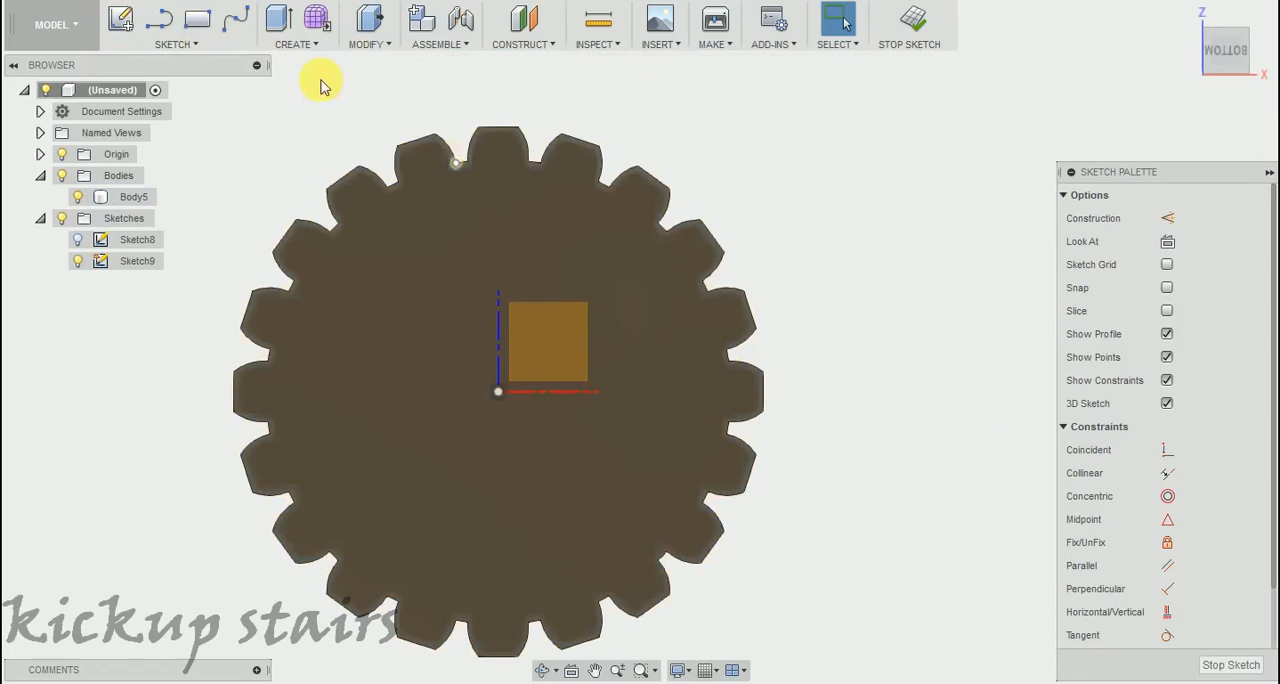 MODEL
SKETCH
CREATE
MODIFY
ASSEMBLE
CONSTRUCT
INSPECT
INSERT
MAKE
ADD-INS
SELECT
STOP SKETCH
Z
BOTTOM
X
BROWSER
(Unsaved)
Document Settings
Named Views
Origin
Bodies
Body5
Sketches
Sketch8
Sketch9
SKETCH PALETTE
Options
Construction
Look At
Sketch Grid
Snap
Slice
Show Profile
Show Points
Show Constraints
3D Sketch
Constraints
Coincident
Collinear
Concentric
Midpoint
Fix/UnFix
Parallel
Perpendicular
Horizontal/Vertical
Tangent
Stop Sketch
kickup stairs
COMMENTS